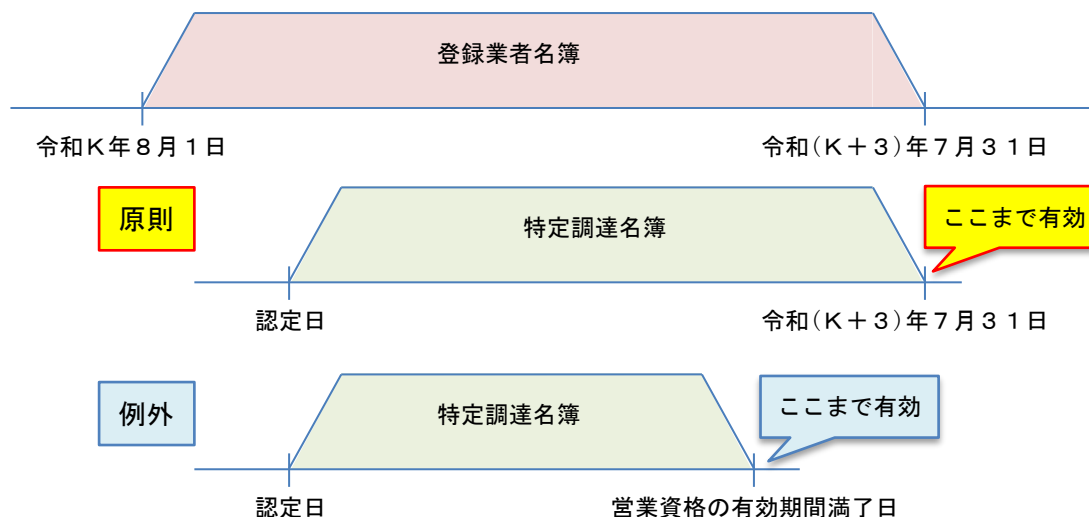 登録業者名簿
令和K年８月１日
令和(K＋３)年７月３１日
原則
特定調達名簿
ここまで有効
認定日
令和(K＋３)年７月３１日
例外
特定調達名簿
ここまで有効
認定日
営業資格の有効期間満了日